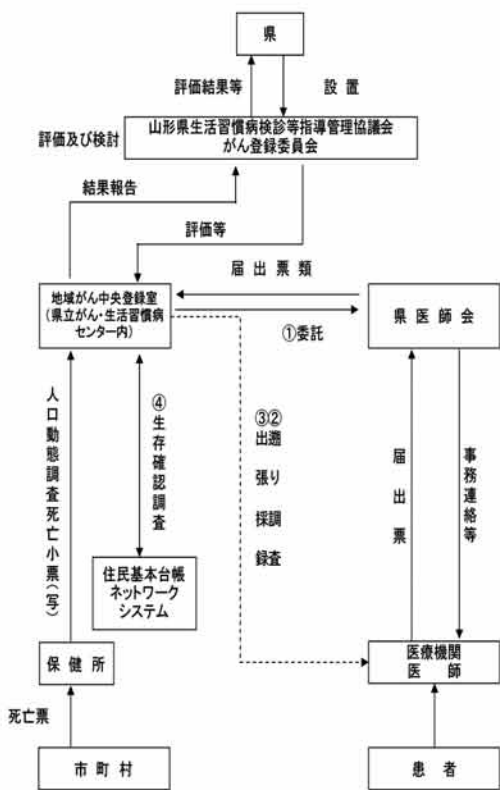 県
評価結果等
設置
評価及び検討
山形県生活習慣病検診等指導管理協議会
がん登録委員会
結果報告
評価等
届出票類
地域がん中央登録室
(県立がん・生活習慣病
センター内)
県医師会
①委託
人口動態調査死亡小票(写)
④生存確認調査
③出張採録
②遡り調査
届出票
事務連絡等
住民基本台帳
ネットワーク
システム
保健所
医療機関
医師
死亡票
市町村
患者